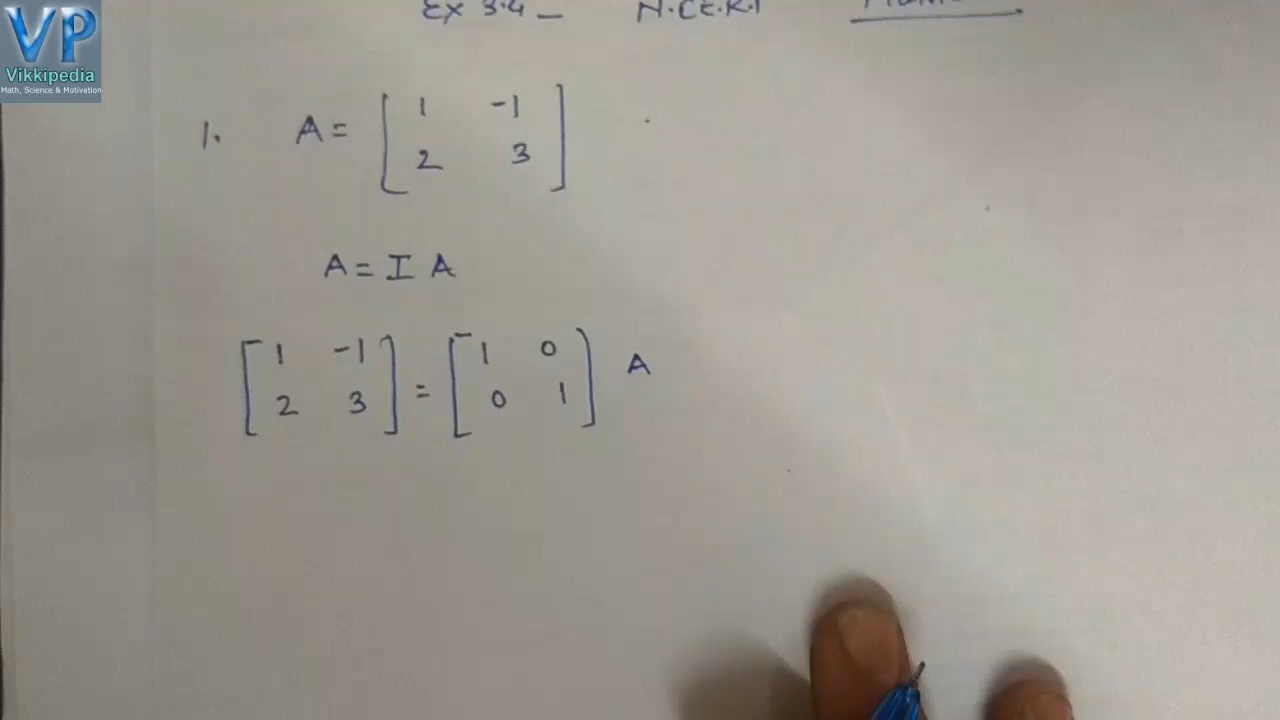 VP
Vikkipedia
Math, Science & Motivation
Ex 3.4 N.C.E.R.T
1. A = [ 1 -1
2 3 ]
A = I A
[ 1 -1
2 3 ] = [ 1 0
0 1 ] A